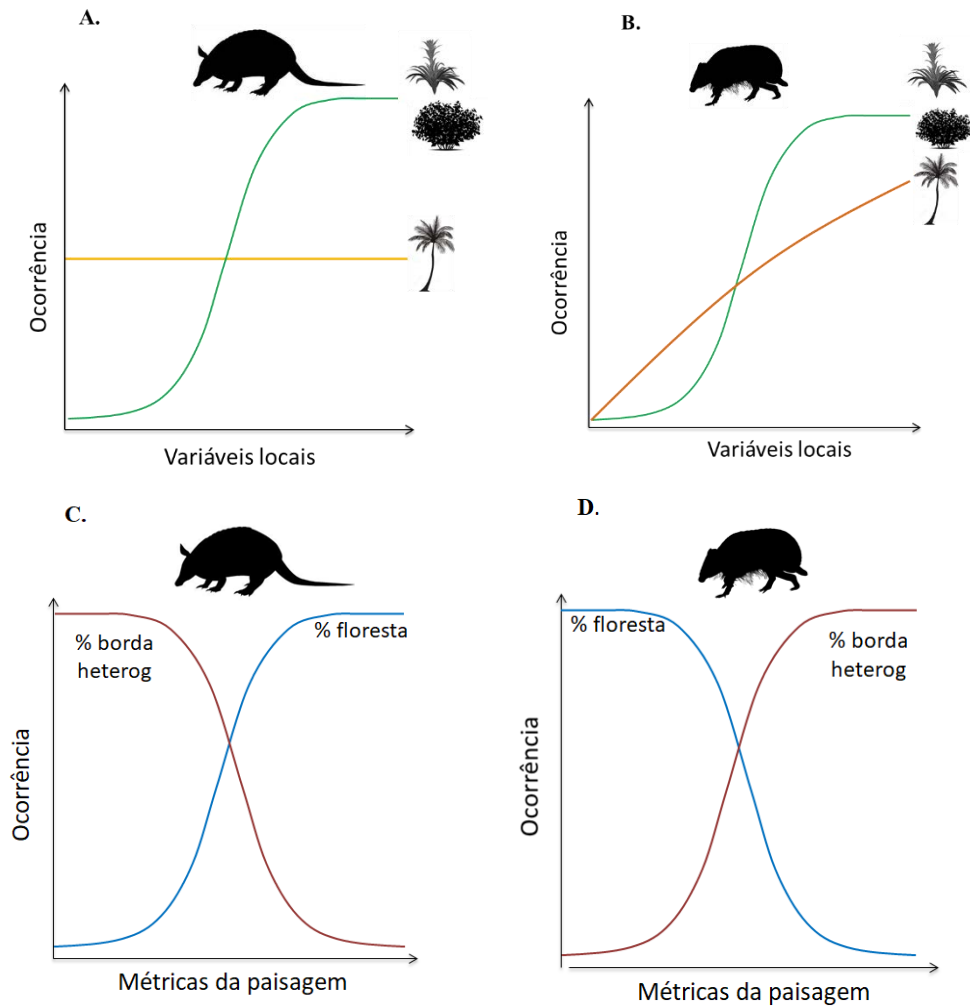 A.
Ocorrência
Variáveis locais
B.
Ocorrência
Variáveis locais
C.
% borda
heterog
% floresta
Ocorrência
Métricas da paisagem
D.
% floresta
% borda
heterog
Ocorrência
Métricas da paisagem